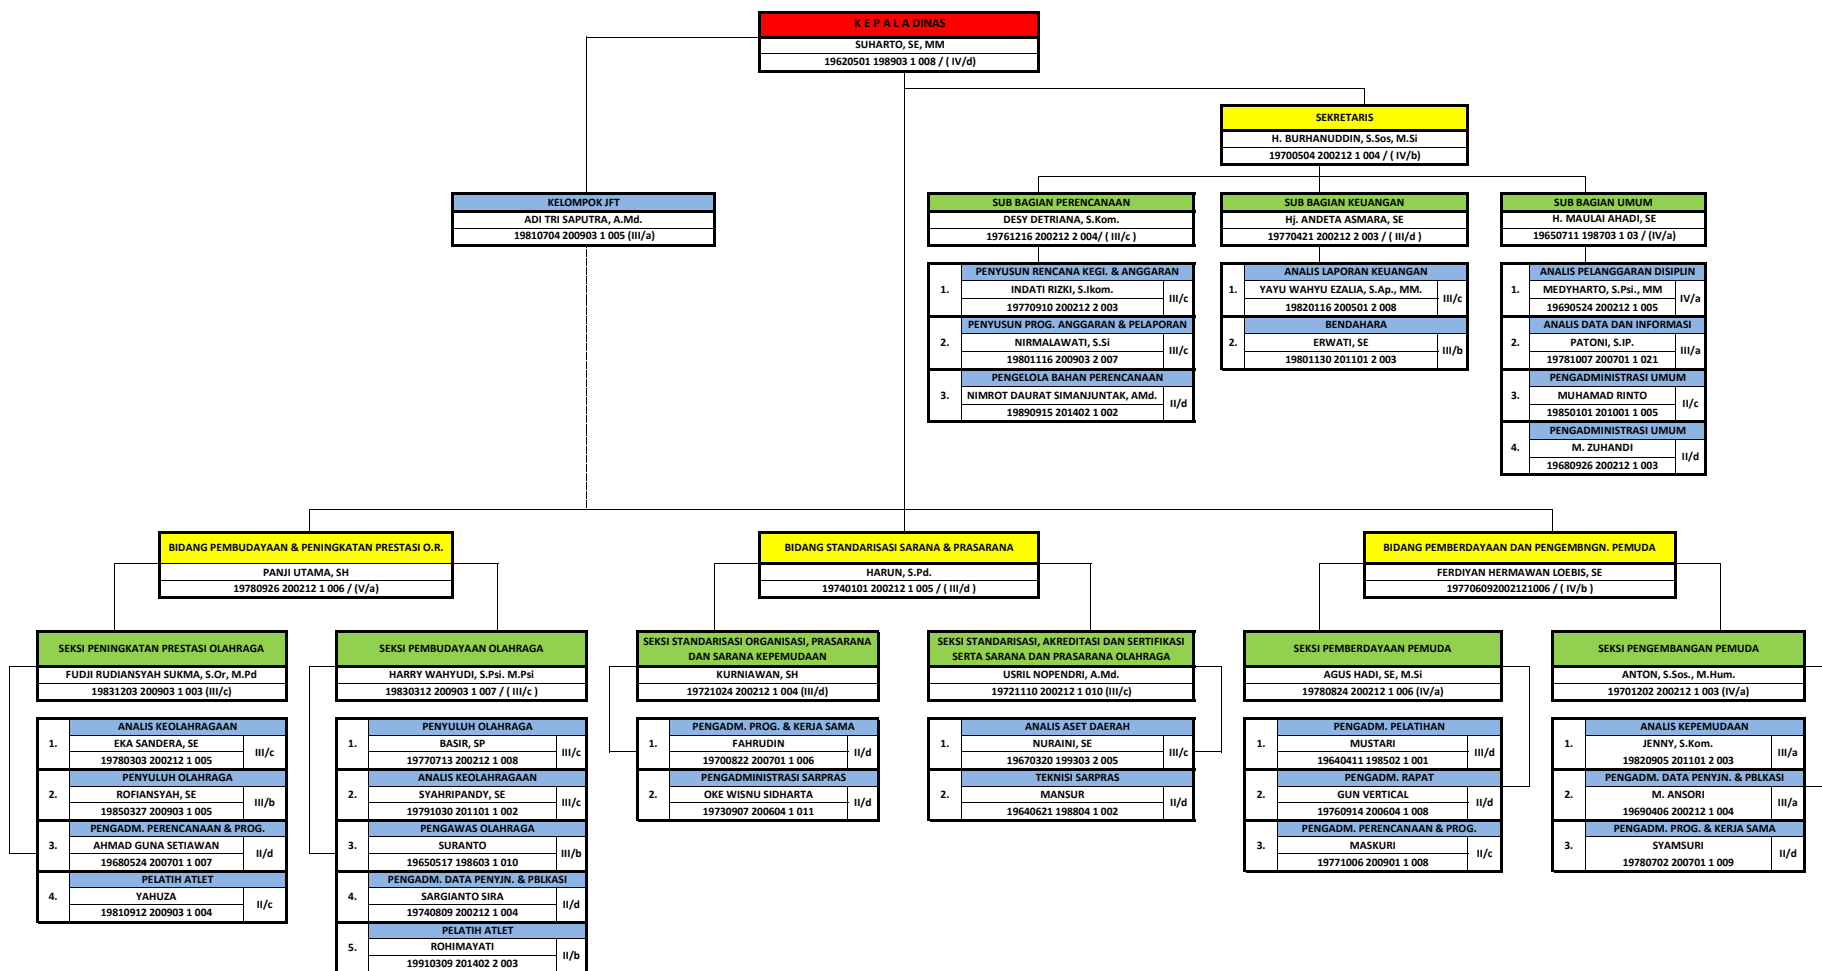 K E P A L A DINAS
SUHARTO, SE, MM
19620501 198903 1 008 / ( IV/d)
SEKRETARIS
H. BURHANUDDIN, S.Sos, M.Si
19700504 200212 1 004 / ( IV/b)
KELOMPOK JFT
ADI TRI SAPUTRA, A.Md.
19810704 200903 1 005 (III/a)
SUB BAGIAN PERENCANAAN
DESY DETRIANA, S.Kom.
19761216 200212 2 004/ ( III/c )
PENYUSUN RENCANA KEGI. & ANGGARAN
1.
INDATI RIZKI, S.Ikom.
III/c
19770910 200212 2 003
PENYUSUN PROG. ANGGARAN & PELAPORAN
2.
NIRMALAWATI, S.Si
III/c
19801116 200903 2 007
PENGELOLA BAHAN PERENCANAAN
3.
NIMROT DAURAT SIMANJUNTAK, AMd.
II/d
19890915 201402 1 002
SUB BAGIAN KEUANGAN
Hj. ANDETA ASMARA, SE
19770421 200212 2 003 / ( III/d )
ANALIS LAPORAN KEUANGAN
1.
YAYU WAHYU EZALIA, S.Ap., MM.
III/c
19820116 200501 2 008
BENDAHARA
2.
ERWATI, SE
III/b
19801130 201101 2 003
SUB BAGIAN UMUM
H. MAULAI AHADI, SE
19650711 198703 1 03 / (IV/a)
ANALIS PELANGGARAN DISIPLIN
1.
MEDYHARTO, S.Psi., MM
IV/a
19690524 200212 1 005
ANALIS DATA DAN INFORMASI
2.
PATONI, S.IP.
III/a
19781007 200701 1 021
PENGADMINISTRASI UMUM
3.
MUHAMAD RINTO
II/c
19850101 201001 1 005
PENGADMINISTRASI UMUM
4.
M. ZUHANDI
II/d
19680926 200212 1 003
BIDANG PEMBUDAYAAN & PENINGKATAN PRESTASI O.R.
PANJI UTAMA, SH
19780926 200212 1 006 / (V/a)
BIDANG STANDARISASI SARANA & PRASARANA
HARUN, S.Pd.
19740101 200212 1 005 / ( III/d )
BIDANG PEMBERDAYAAN DAN PENGEMBNGN. PEMUDA
FERDIYAN HERMAWAN LOEBIS, SE
197706092002121006 / ( IV/b )
SEKSI PENINGKATAN PRESTASI OLAHRAGA
FUDJI RUDIANSYAH SUKMA, S.Or, M.Pd
19831203 200903 1 003 (III/c)
ANALIS KEOLAHRAGAAN
1.
EKA SANDERA, SE
III/c
19780303 200212 1 005
PENYULUH OLAHRAGA
2.
ROFIANSYAH, SE
III/b
19850327 200903 1 005
PENGADM. PERENCANAAN & PROG.
3.
AHMAD GUNA SETIAWAN
II/d
19680524 200701 1 007
PELATIH ATLET
4.
YAHUZA
II/c
19810912 200903 1 004
SEKSI PEMBUDAYAAN OLAHRAGA
HARRY WAHYUDI, S.Psi. M.Psi
19830312 200903 1 007 / ( III/c )
PENYULUH OLAHRAGA
1.
BASIR, SP
III/c
19770713 200212 1 008
ANALIS KEOLAHRAGAAN
2.
SYAHRIPANDY, SE
III/c
19791030 201101 1 002
PENGAWAS OLAHRAGA
3.
SURANTO
III/b
19650517 198603 1 010
PENGADM. DATA PENYJN. & PBLKASI
4.
SARGIANTO SIRA
II/d
19740809 200212 1 004
PELATIH ATLET
5.
ROHIMAYATI
II/b
19910309 201402 2 003
SEKSI STANDARISASI ORGANISASI, PRASARANA
DAN SARANA KEPEMUDAAN
KURNIAWAN, SH
19721024 200212 1 004 (III/d)
PENGADM. PROG. & KERJA SAMA
1.
FAHRUDIN
II/d
19700822 200701 1 006
PENGADMINISTRASI SARPRAS
2.
OKE WISNU SIDHARTA
II/d
19730907 200604 1 011
SEKSI STANDARISASI, AKREDITASI DAN SERTIFIKASI
SERTA SARANA DAN PRASARANA OLAHRAGA
USRIL NOPENDRI, A.Md.
19721110 200212 1 010 (III/c)
ANALIS ASET DAERAH
1.
NURAINI, SE
III/c
19670320 199303 2 005
TEKNISI SARPRAS
2.
MANSUR
II/d
19640621 198804 1 002
SEKSI PEMBERDAYAAN PEMUDA
AGUS HADI, SE, M.Si
19780824 200212 1 006 (IV/a)
PENGADM. PELATIHAN
1.
MUSTARI
III/d
19640411 198502 1 001
PENGADM. RAPAT
2.
GUN VERTICAL
II/d
19760914 200604 1 008
PENGADM. PERENCANAAN & PROG.
3.
MASKURI
II/c
19771006 200901 1 008
SEKSI PENGEMBANGAN PEMUDA
ANTON, S.Sos., M.Hum.
19701202 200212 1 003 (IV/a)
ANALIS KEPEMUDAAN
1.
JENNY, S.Kom.
III/a
19820905 201101 2 003
PENGADM. DATA PENYJN. & PBLKASI
2.
M. ANSORI
III/a
19690406 200212 1 004
PENGADM. PROG. & KERJA SAMA
3.
SYAMSURI
II/d
19780702 200701 1 009